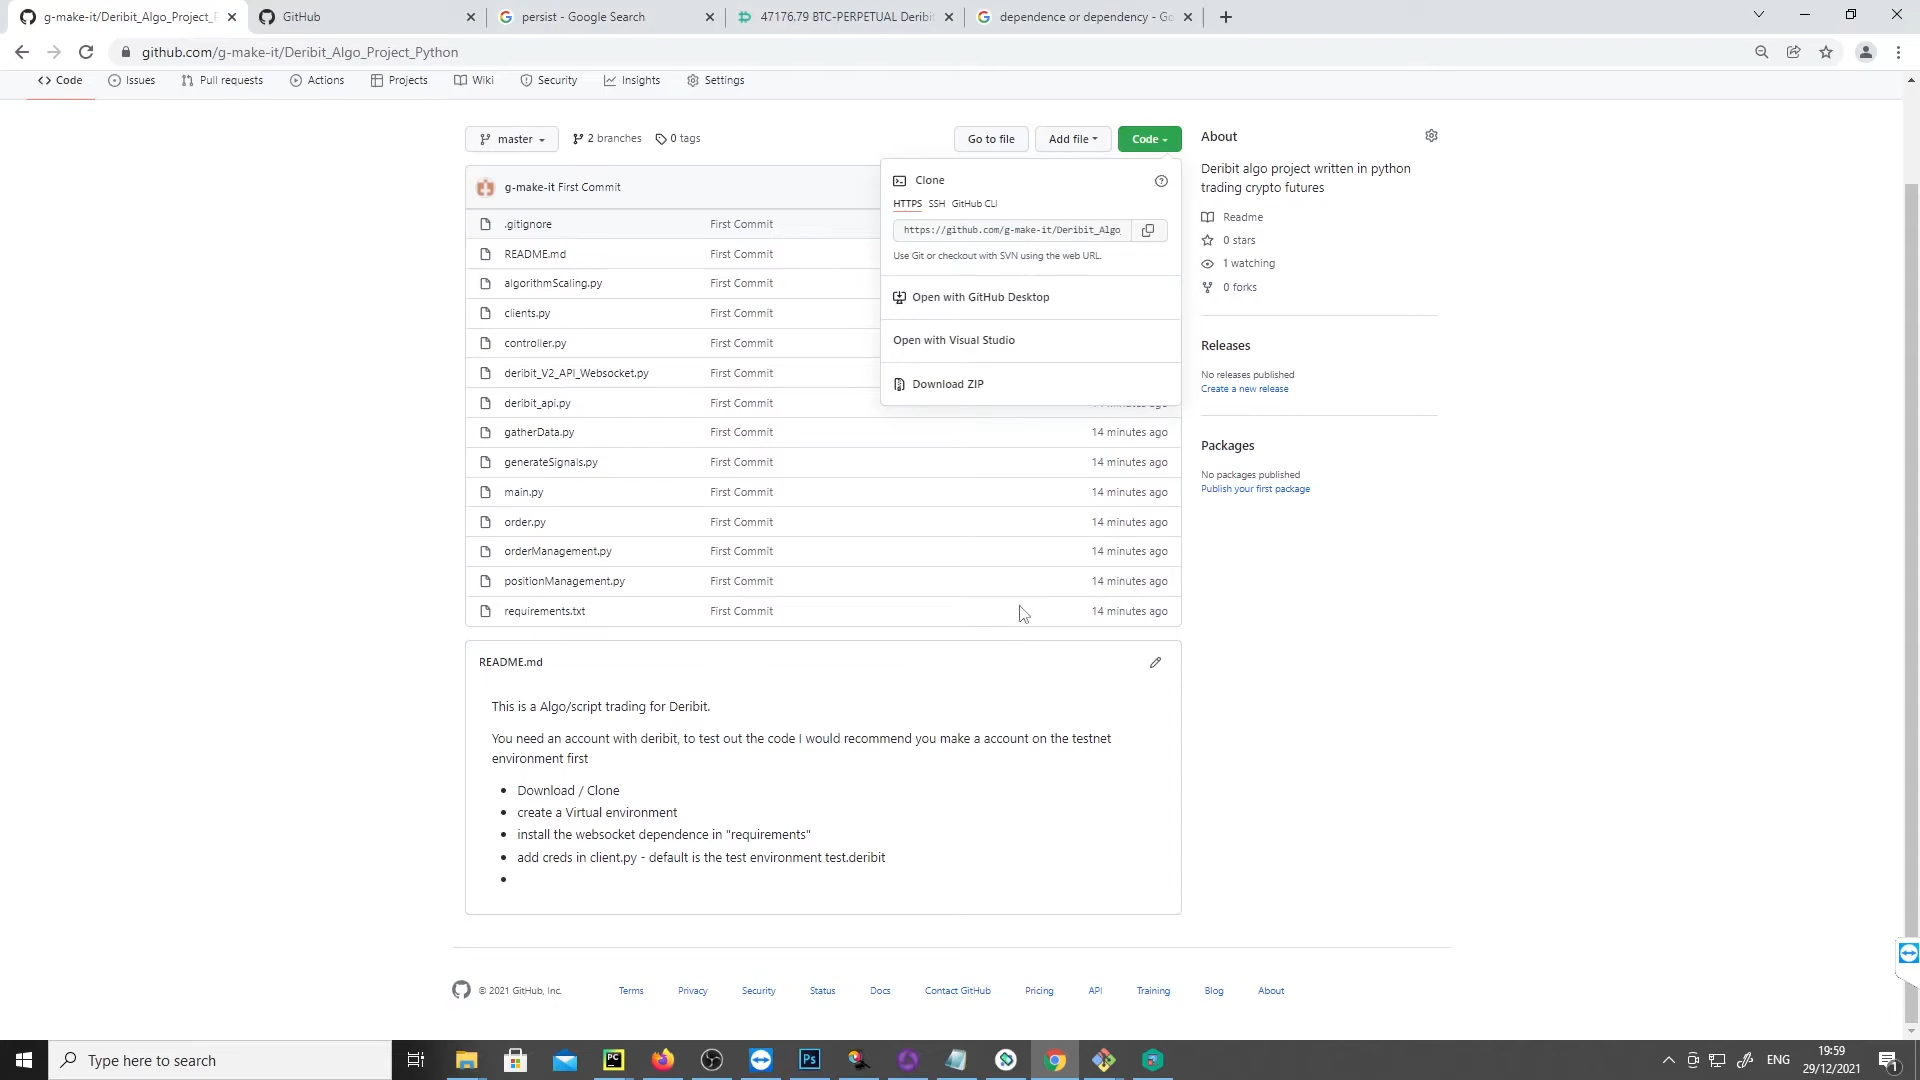 g-make-it/Deribit_Algo_Project_P
GitHub
persist - Google Search
47176.79 BTC-PERPETUAL Deribit
dependence or dependency - Go
github.com/g-make-it/Deribit_Algo_Project_Python
Code
Issues
Pull requests
Actions
Projects
Wiki
Security
Insights
Settings
master
2 branches
0 tags
Go to file
Add file
Code
g-make-it First Commit
.gitignore First Commit
README.md First Commit
algorithmScaling.py First Commit
clients.py First Commit
controller.py First Commit
deribit_V2_API_Websocket.py First Commit
deribit_api.py First Commit
gatherData.py First Commit 14 minutes ago
generateSignals.py First Commit 14 minutes ago
main.py First Commit 14 minutes ago
order.py First Commit 14 minutes ago
orderManagement.py First Commit 14 minutes ago
positionManagement.py First Commit 14 minutes ago
requirements.txt First Commit 14 minutes ago
Clone
HTTPS SSH GitHub CLI
https://github.com/g-make-it/Deribit_Algo_
Use Git or checkout with SVN using the web URL.
Open with GitHub Desktop
Open with Visual Studio
Download ZIP
About
Deribit algo project written in python
trading crypto futures
Readme
0 stars
1 watching
0 forks
Releases
No releases published
Create a new release
Packages
No packages published
Publish your first package
README.md
This is a Algo/script trading for Deribit.
You need an account with deribit, to test out the code I would recommend you make a account on the testnet
environment first
Download / Clone
create a Virtual environment
install the websocket dependence in "requirements"
add creds in client.py - default is the test environment test.deribit
© 2021 GitHub, Inc.
Terms
Privacy
Security
Status
Docs
Contact GitHub
Pricing
API
Training
Blog
About
Type here to search
PC
Ps
ENG
19:59
29/12/2021
1